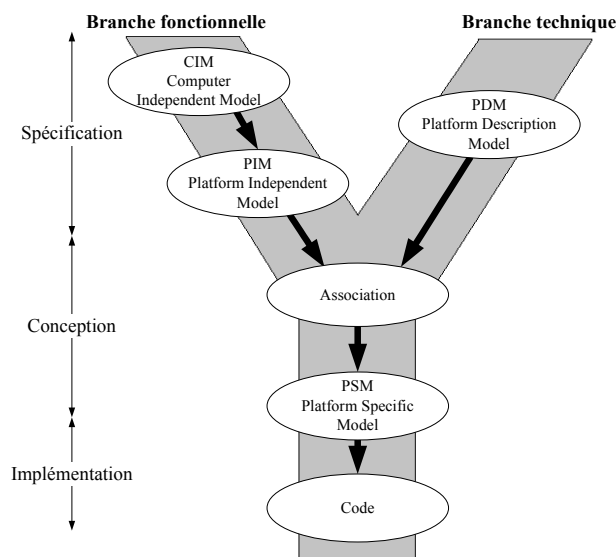 Branche fonctionnelle
Branche technique
CIM
Computer
Independent Model
PDM
Platform Description
Model
Spécification
PIM
Platform Independent
Model
Association
Conception
PSM
Platform Specific
Model
Implémentation
Code